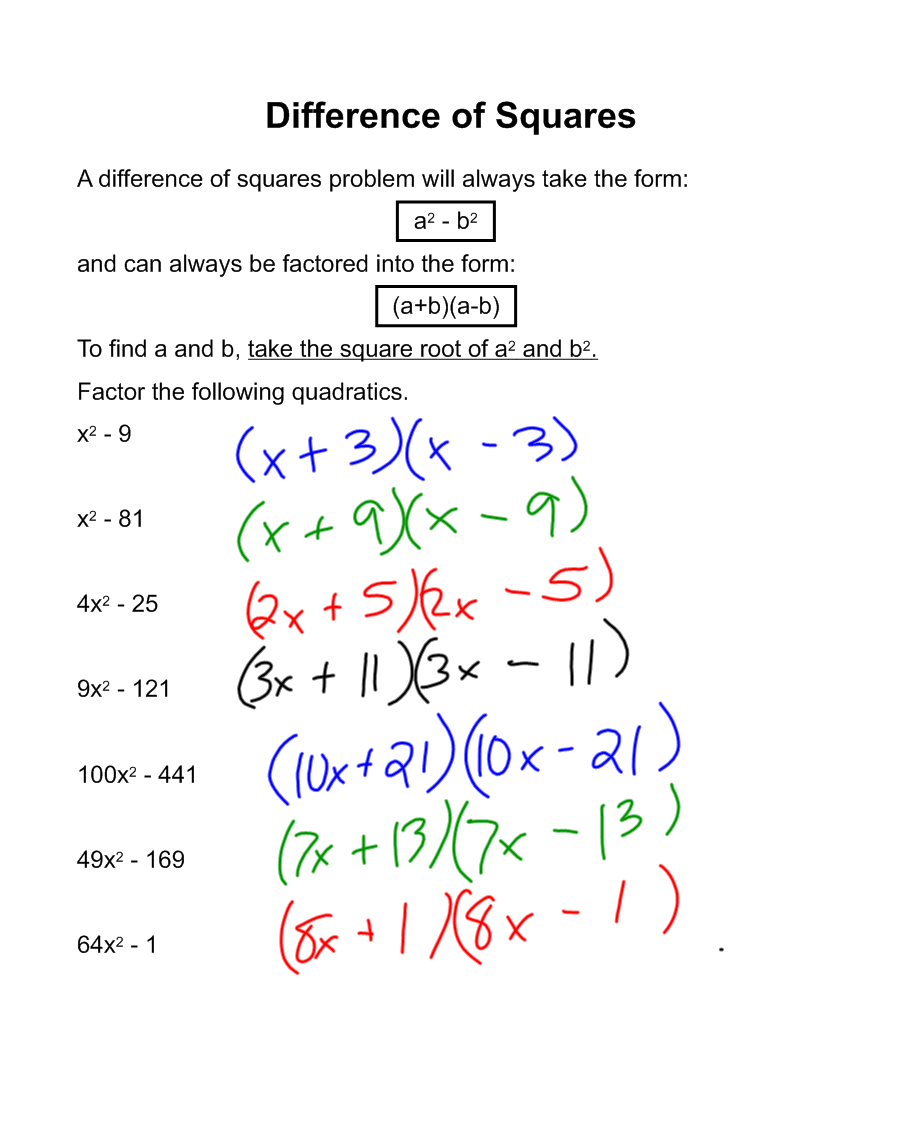 Difference of Squares
A difference of squares problem will always take the form:
a² - b²
and can always be factored into the form:
(a+b)(a-b)
To find a and b, take the square root of a² and b².
Factor the following quadratics.
x² - 9 (x + 3)(x - 3)
x² - 81 (x + 9)(x - 9)
4x² - 25 (2x + 5)(2x - 5)
9x² - 121 (3x + 11)(3x - 11)
100x² - 441 (10x + 21)(10x - 21)
49x² - 169 (7x + 13)(7x - 13)
64x² - 1 (8x + 1)(8x - 1)